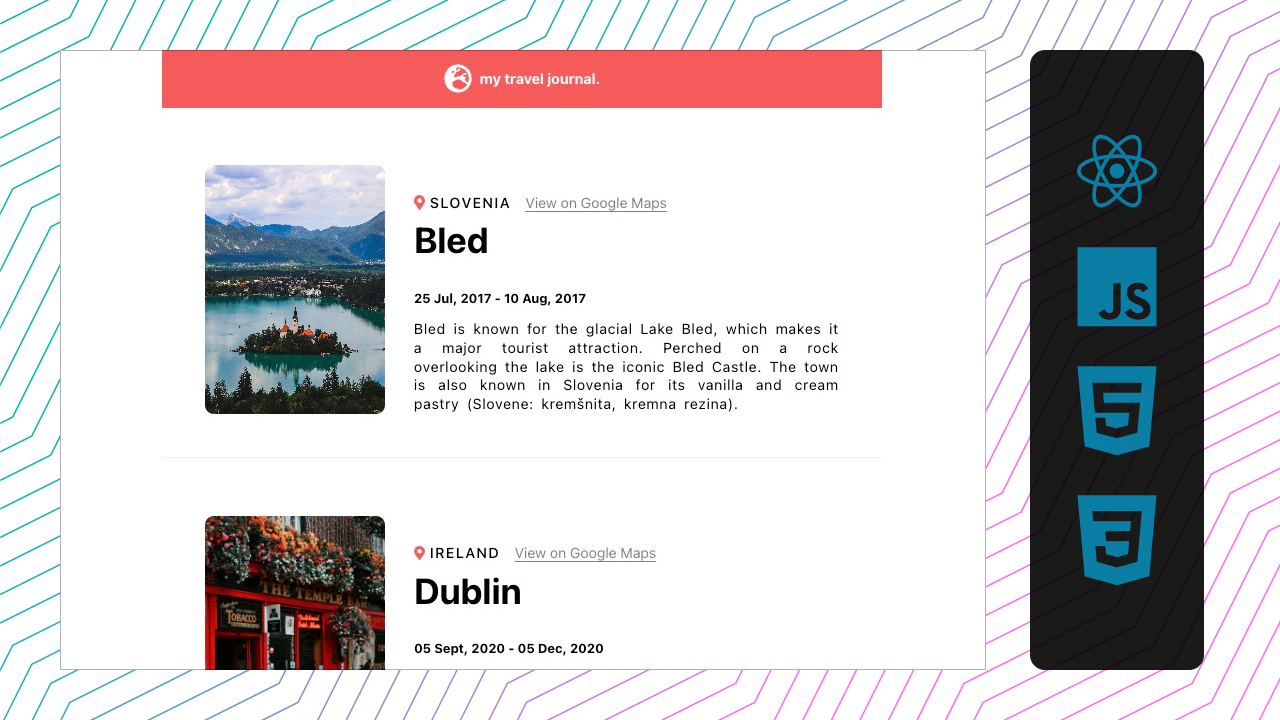 my travel journal.
SLOVENIA View on Google Maps
Bled
25 Jul, 2017 - 10 Aug, 2017
Bled is known for the glacial Lake Bled, which makes it
a major tourist attraction. Perched on a rock
overlooking the lake is the iconic Bled Castle. The town
is also known in Slovenia for its vanilla and cream
pastry (Slovene: kremšnita, kremna rezina).
IRELAND View on Google Maps
Dublin
05 Sept, 2020 - 05 Dec, 2020
THE TEMPLE BAR
TOBACCO
JS